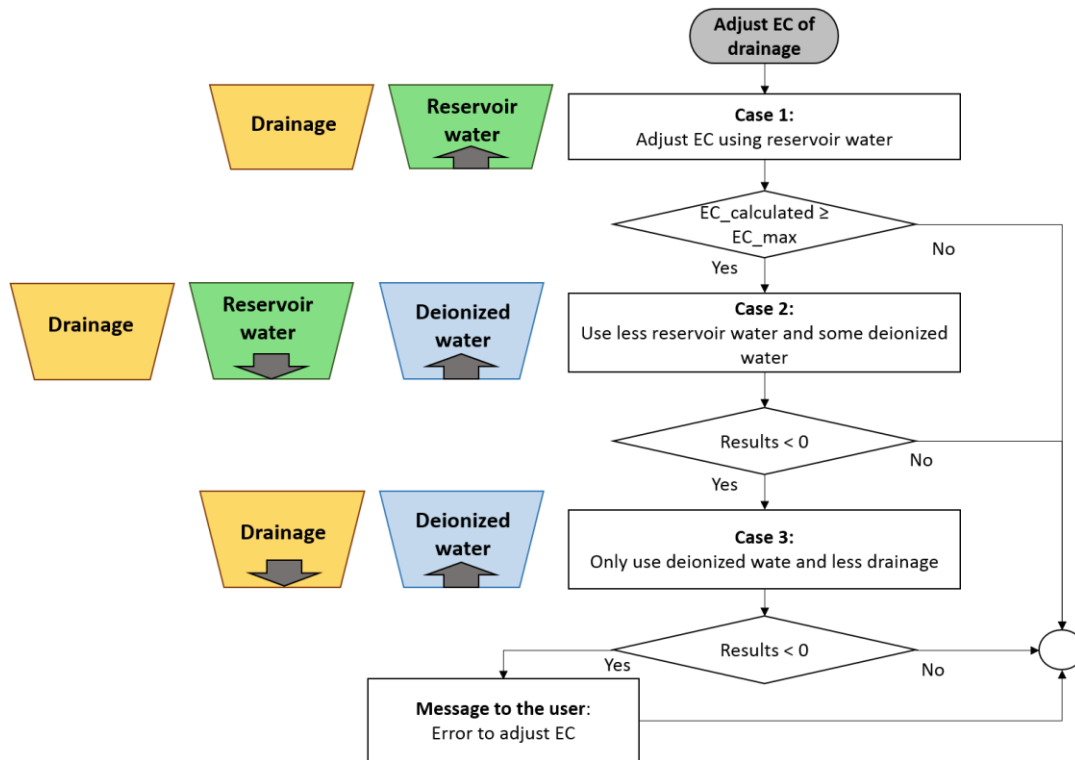 Adjust EC of
drainage
Drainage
Reservoir
water
Case 1:
Adjust EC using reservoir water
EC_calculated ≥
EC_max
No
Yes
Drainage
Reservoir
water
Deionized
water
Case 2:
Use less reservoir water and some deionized
water
Results < 0
No
Yes
Drainage
Deionized
water
Case 3:
Only use deionized wate and less drainage
Results < 0
Yes
No
Message to the user:
Error to adjust EC